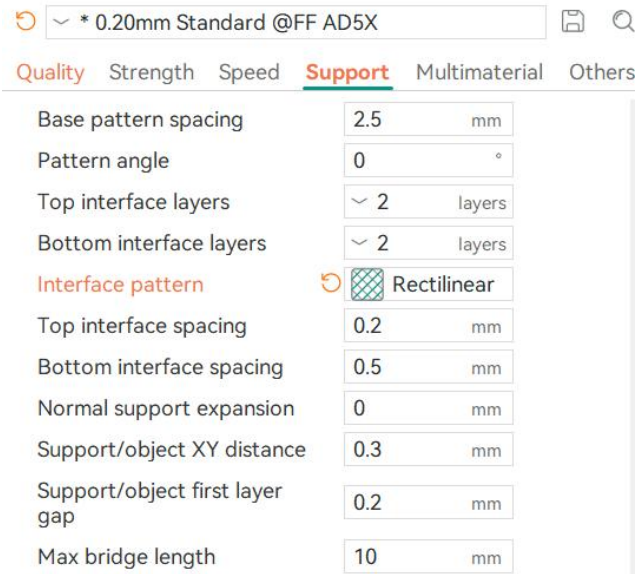 * 0.20mm Standard @FF AD5X
Quality Strength Speed Support Multimaterial Others
Base pattern spacing 2.5 mm
Pattern angle 0 °
Top interface layers 2 layers
Bottom interface layers 2 layers
Interface pattern Rectilinear
Top interface spacing 0.2 mm
Bottom interface spacing 0.5 mm
Normal support expansion 0 mm
Support/object XY distance 0.3 mm
Support/object first layer
gap 0.2 mm
Max bridge length 10 mm